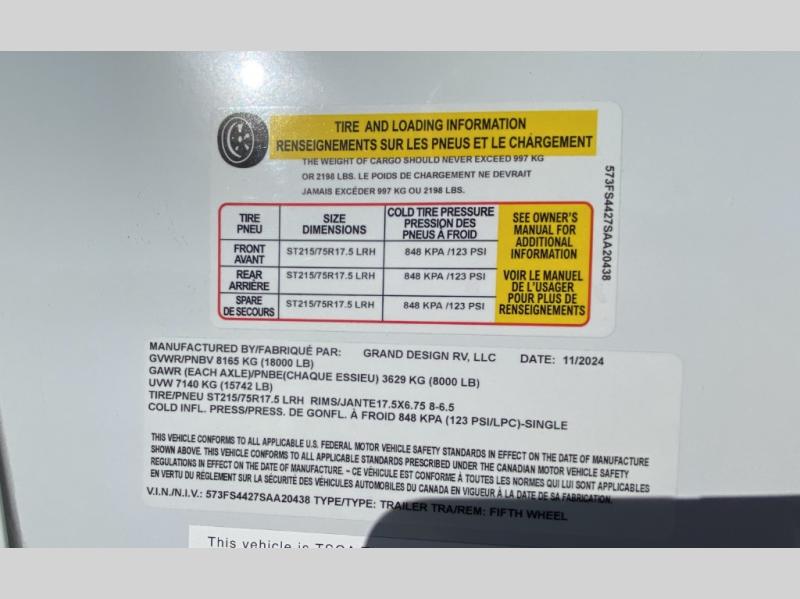 TIRE AND LOADING INFORMATION
RENSEIGNEMENTS SUR LES PNEUS ET LE CHARGEMENT
THE WEIGHT OF CARGO SHOULD NEVER EXCEED 997 KG
OR 2198 LBS. LE POIDS DE CHARGEMENT NE DEVRAIT
JAMAIS EXCÉDER 997 KG OU 2198 LBS.
TIRE PNEU
SIZE DIMENSIONS
COLD TIRE PRESSURE
PRESSION DES
PNEUS À FROID
FRONT AVANT
ST215/75R17.5 LRH
848 KPA /123 PSI
REAR ARRIÈRE
ST215/75R17.5 LRH
848 KPA /123 PSI
SPARE DE SECOURS
ST215/75R17.5 LRH
848 KPA /123 PSI
SEE OWNER'S
MANUAL FOR
ADDITIONAL
INFORMATION
VOIR LE MANUEL
DE L'USAGER
POUR PLUS DE
RENSEIGNEMENTS
573FS4427SAA20438
MANUFACTURED BY/FABRIQUÉ PAR: GRAND DESIGN RV, LLC DATE: 11/2024
GVWR/PNBV 8165 KG (18000 LB)
GAWR (EACH AXLE)/PNBE(CHAQUE ESSIEU) 3629 KG (8000 LB)
UVW 7140 KG (15742 LB)
TIRE/PNEU ST215/75R17.5 LRH RIMS/JANTE17.5X6.75 8-6.5
COLD INFL. PRESS/PRESS. DE GONFL. À FROID 848 KPA (123 PSI/LPC)-SINGLE
THIS VEHICLE CONFORMS TO ALL APPLICABLE U.S. FEDERAL MOTOR VEHICLE SAFETY STANDARDS IN EFFECT ON THE DATE OF MANUFACTURE
SHOWN ABOVE. THIS VEHICLE CONFORMS TO ALL APPLICABLE STANDARDS PRESCRIBED UNDER THE CANADIAN MOTOR VEHICLE SAFETY
REGULATIONS IN EFFECT ON THE DATE OF MANUFACTURE. – CE VÉHICULE EST CONFORME À TOUTES LES NORMES QUI LUI SONT APPLICABLES
EN VERTU DU RÈGLEMENT SUR LA SÉCURITÉ DES VÉHICULES AUTOMOBILES DU CANADA EN VIGUEUR À LA DATE DE SA FABRICATION.
V.I.N./N.I.V.: 573FS4427SAA20438 TYPE/TYPE: TRAILER TRA/REM: FIFTH WHEEL
This vehicle is